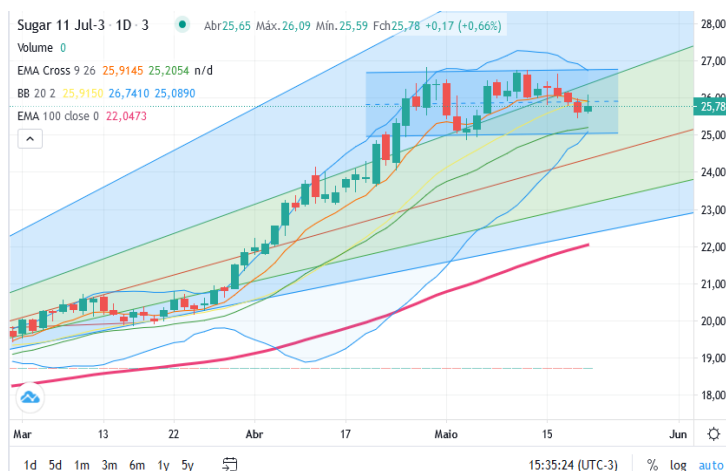 Sugar 11 Jul-3 · 1D · 3 Abr25,65 Máx.26,09 Mín.25,59 Fch25,78 +0,17 (+0,66%)
Volume 0
EMA Cross 9 26 25,9145 25,2054 n/d
BB 20 2 25,9150 26,7410 25,0890
EMA 100 close 0 22,0473
28,00
27,00
26,00
25,78
25,00
24,00
23,00
22,00
21,00
20,00
19,00
18,00
Mar 13 22 Abr 17 Maio 15 Jun
1d 5d 1m 3m 6m 1y 5y 15:35:24 (UTC-3) % log auto